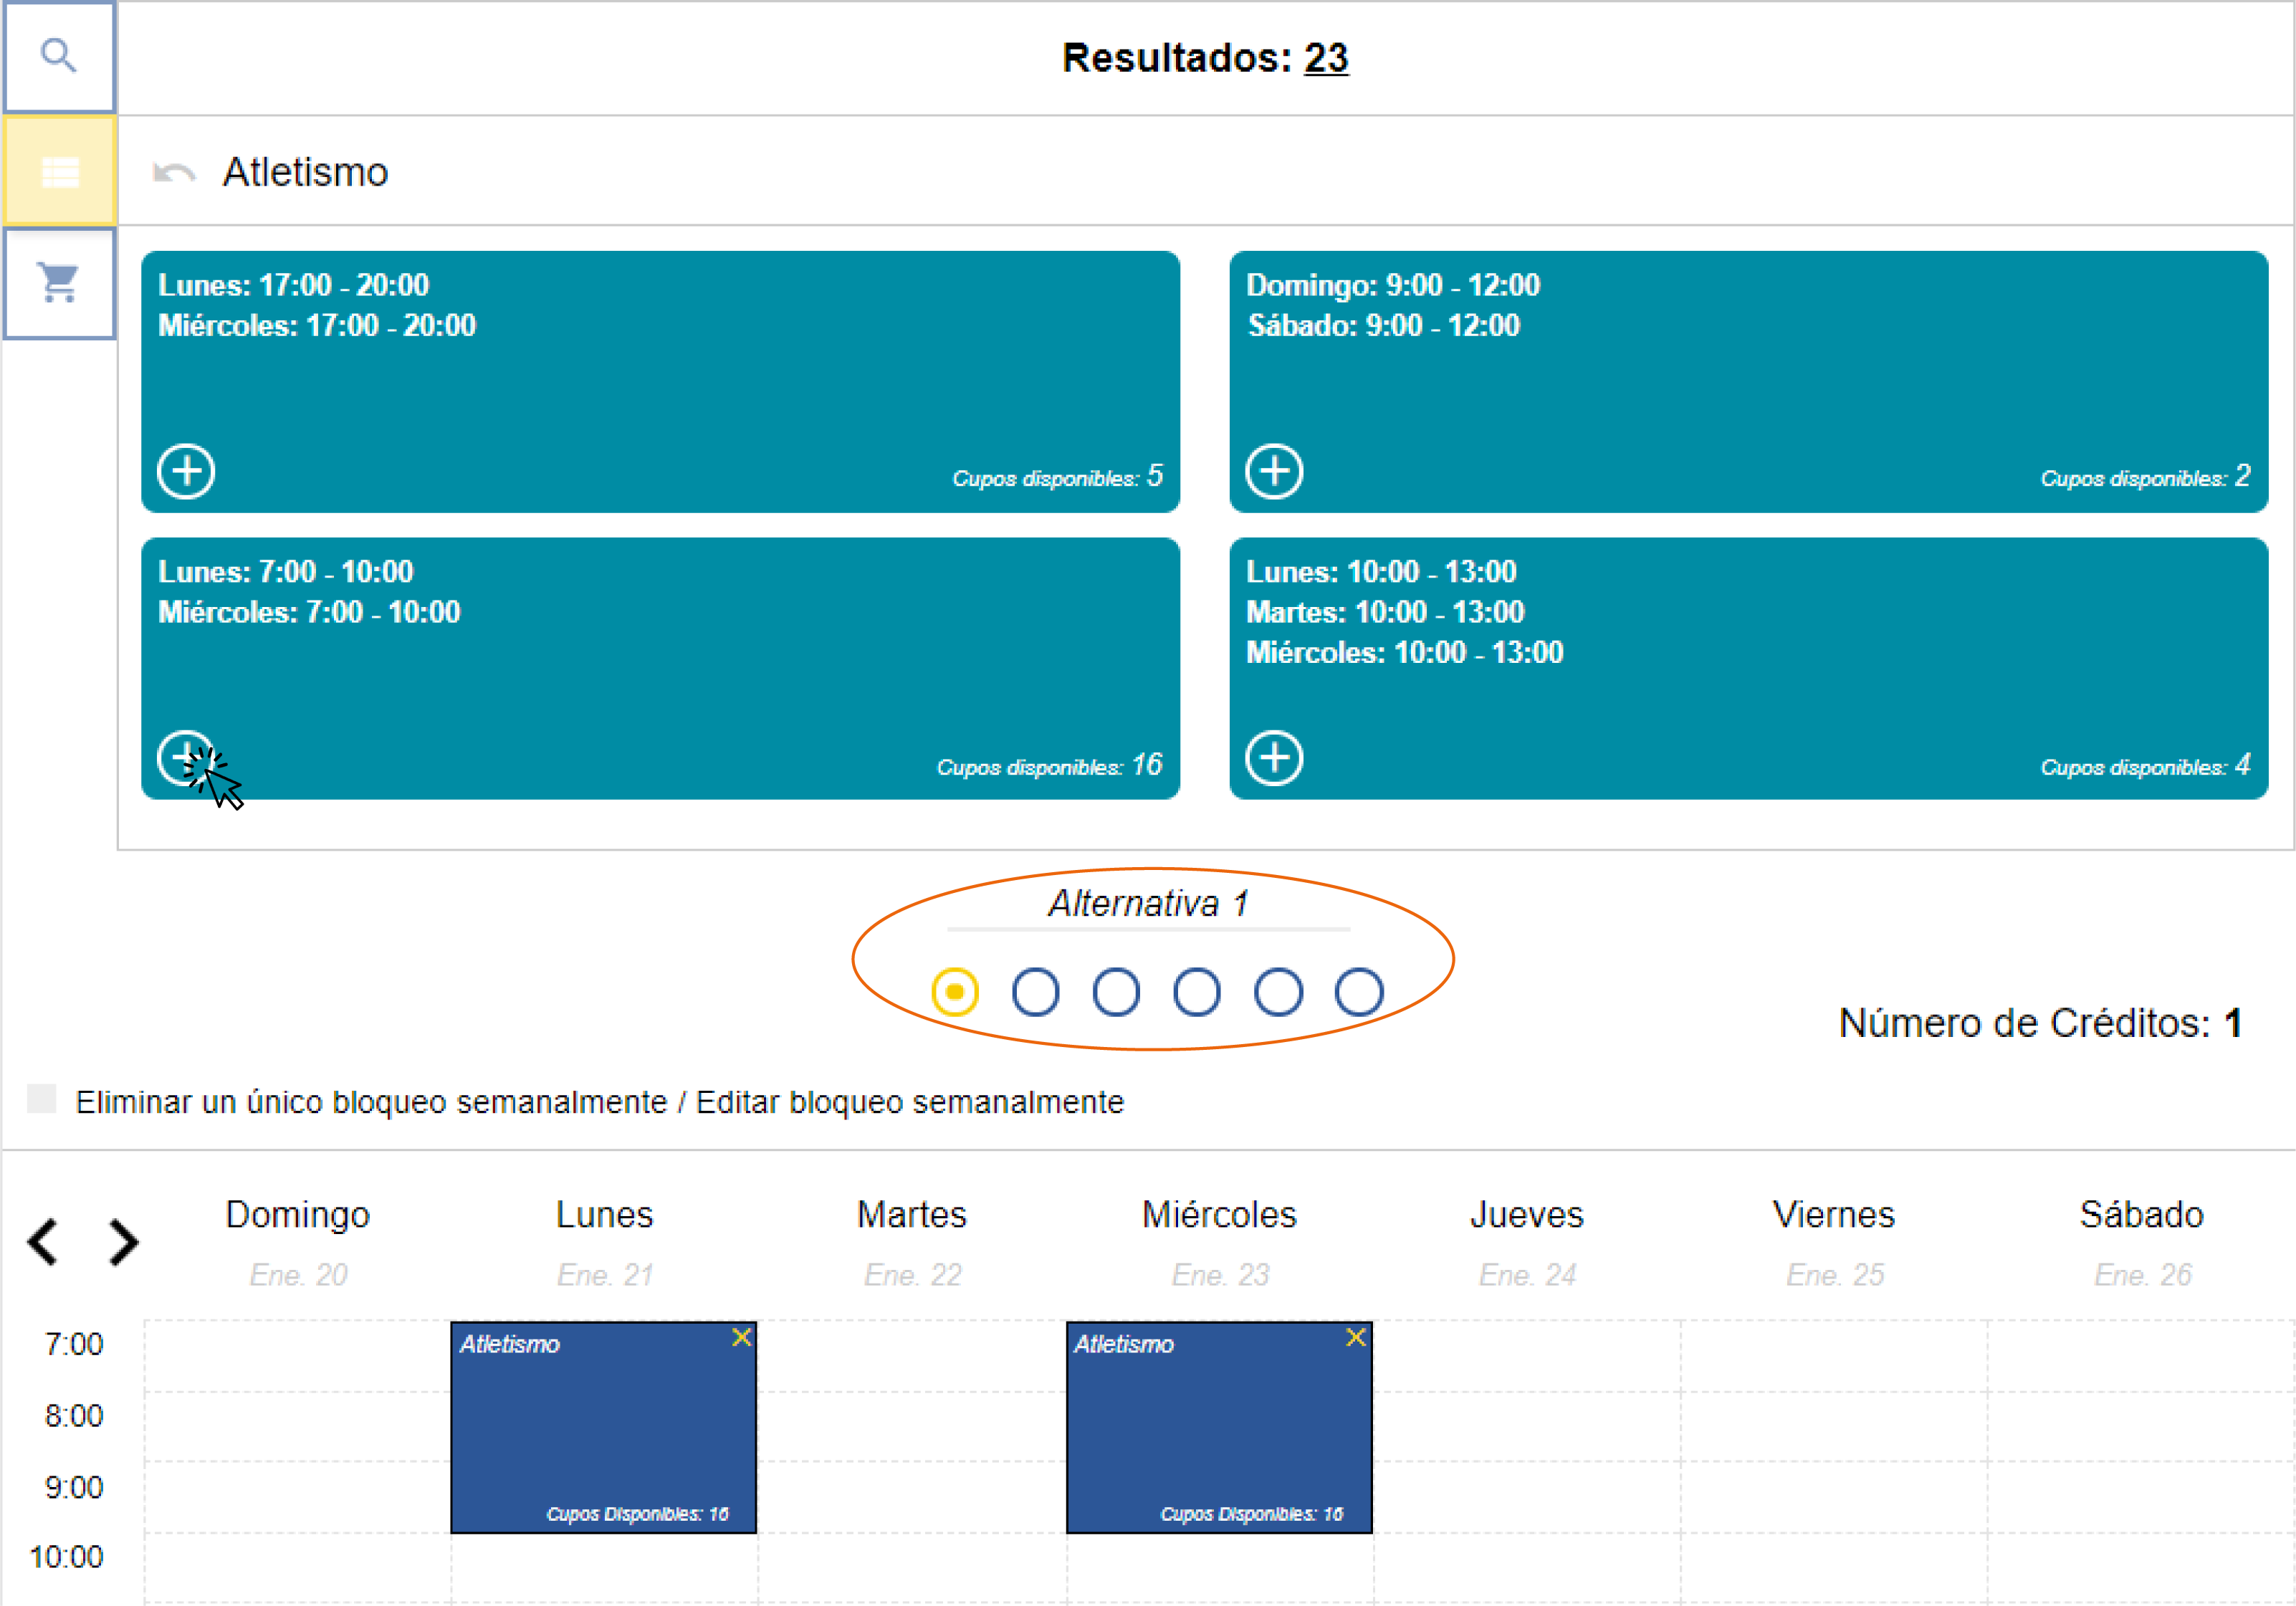 Resultados: 23
Atletismo
Lunes: 17:00 - 20:00
Miércoles: 17:00 - 20:00
Cupos disponibles: 5
Domingo: 9:00 - 12:00
Sábado: 9:00 - 12:00
Cupos disponibles: 2
Lunes: 7:00 - 10:00
Miércoles: 7:00 - 10:00
Cupos disponibles: 16
Lunes: 10:00 - 13:00
Martes: 10:00 - 13:00
Miércoles: 10:00 - 13:00
Cupos disponibles: 4
Alternativa 1
Número de Créditos: 1
Eliminar un único bloqueo semanalmente / Editar bloqueo semanalmente
Domingo Lunes Martes Miércoles Jueves Viernes Sábado
Ene. 20 Ene. 21 Ene. 22 Ene. 23 Ene. 24 Ene. 25 Ene. 26
7:00 Atletismo Atletismo
8:00
9:00
Cupos Disponibles: 16 Cupos Disponibles: 16
10:00